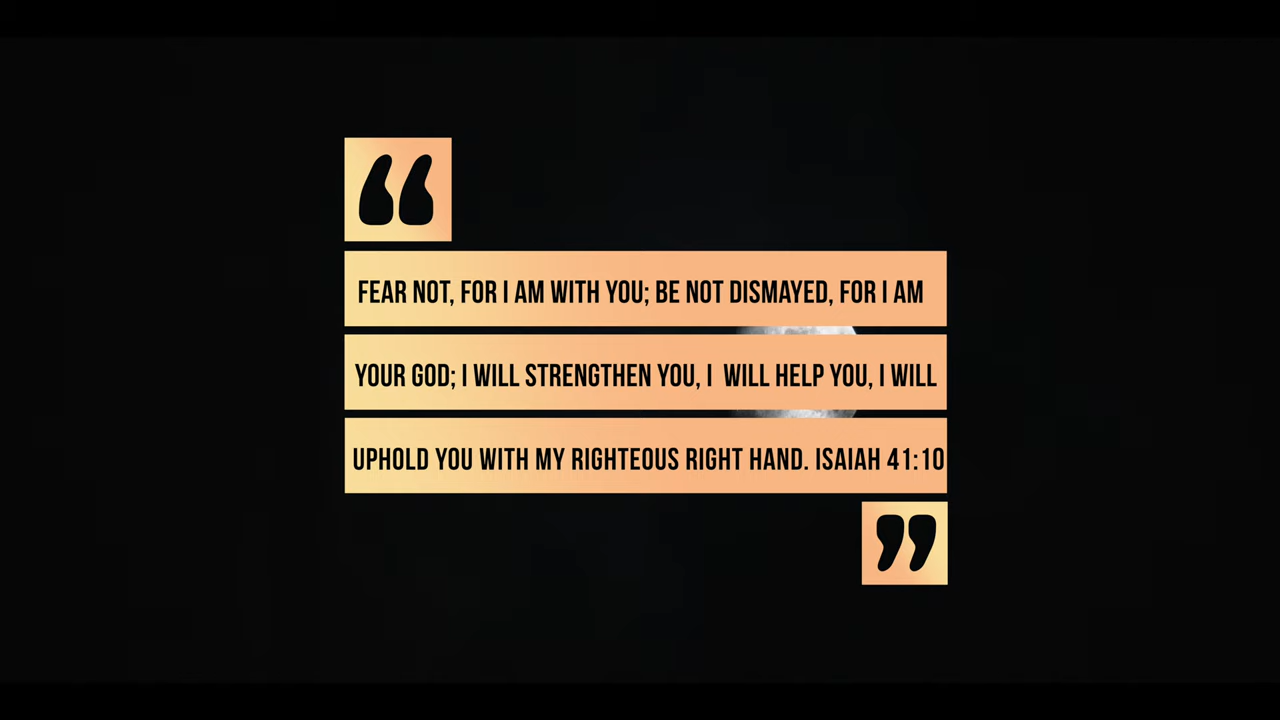 “
FEAR NOT, FOR I AM WITH YOU; BE NOT DISMAYED, FOR I AM
YOUR GOD; I WILL STRENGTHEN YOU, I  WILL HELP YOU, I WILL
UPHOLD YOU WITH MY RIGHTEOUS RIGHT HAND. ISAIAH 41:10
”